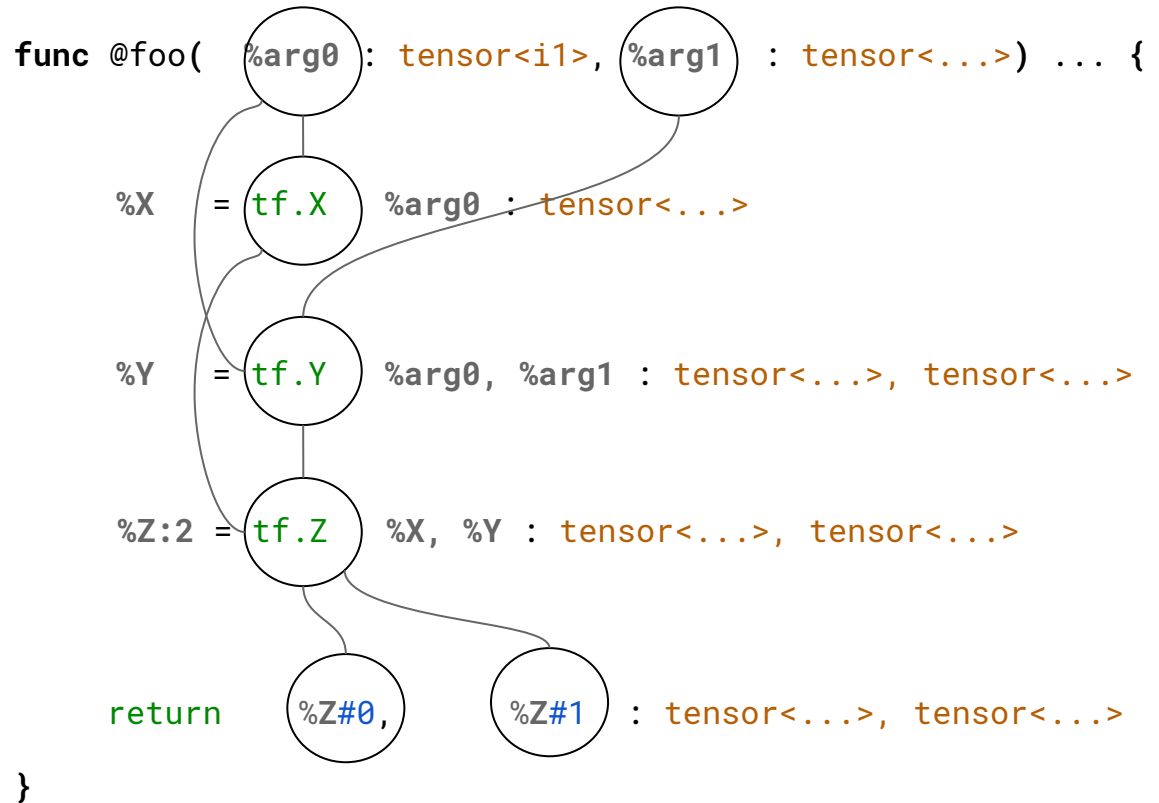 func @foo( %arg0 : tensor<i1>, %arg1 : tensor<...>) ... {
%X = tf.X %arg0 : tensor<...>
%Y = tf.Y %arg0, %arg1 : tensor<...>, tensor<...>
%Z:2 = tf.Z %X, %Y : tensor<...>, tensor<...>
return %Z#0, %Z#1 : tensor<...>, tensor<...>
}